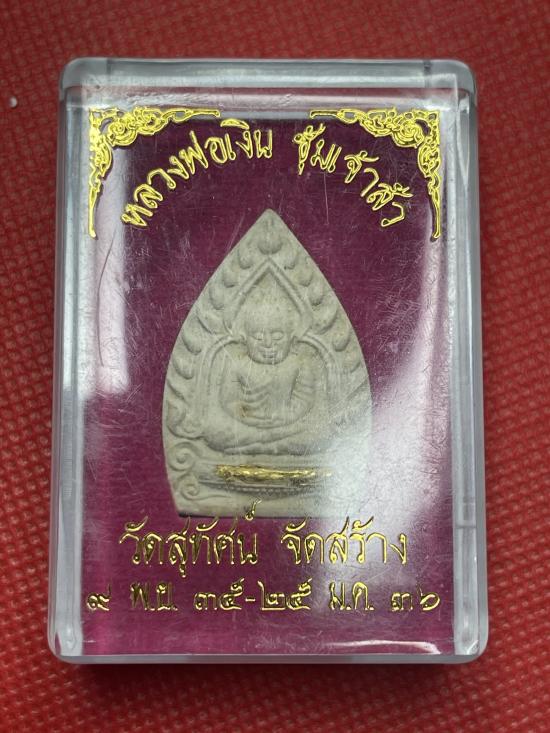 หลวงพ่อเงิน ซุ้มเจ้าสัว
วัดสุทัศน์ จัดสร้าง
๙ พ.ย. ๓๕-๒๕ ม.ค. ๓๖